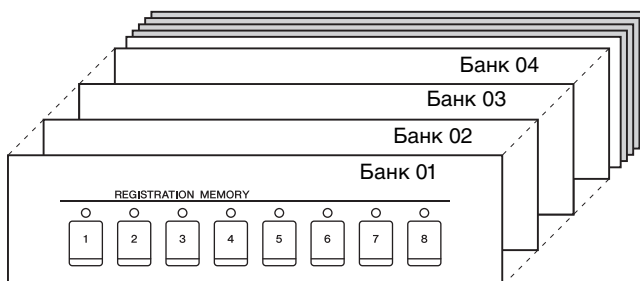 Банк 04
Банк 03
Банк 02
Банк 01
REGISTRATION MEMORY
1 2 3 4 5 6 7 8